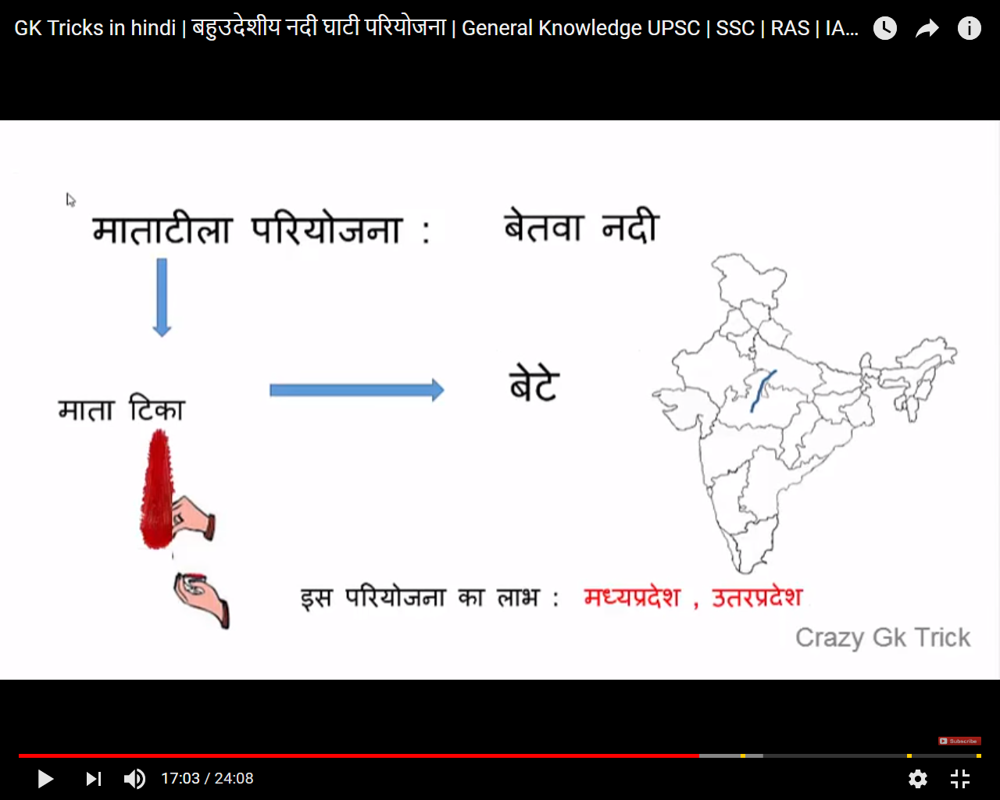 GK Tricks in hindi | बहुउदेशीय नदी घाटी परियोजना | General Knowledge UPSC | SSC | RAS | IA...
माताटीला परियोजना : बेतवा नदी
माता टिका
बेटे
इस परियोजना का लाभ : मध्यप्रदेश , उतरप्रदेश
Crazy Gk Trick
Subscribe
17:03 / 24:08